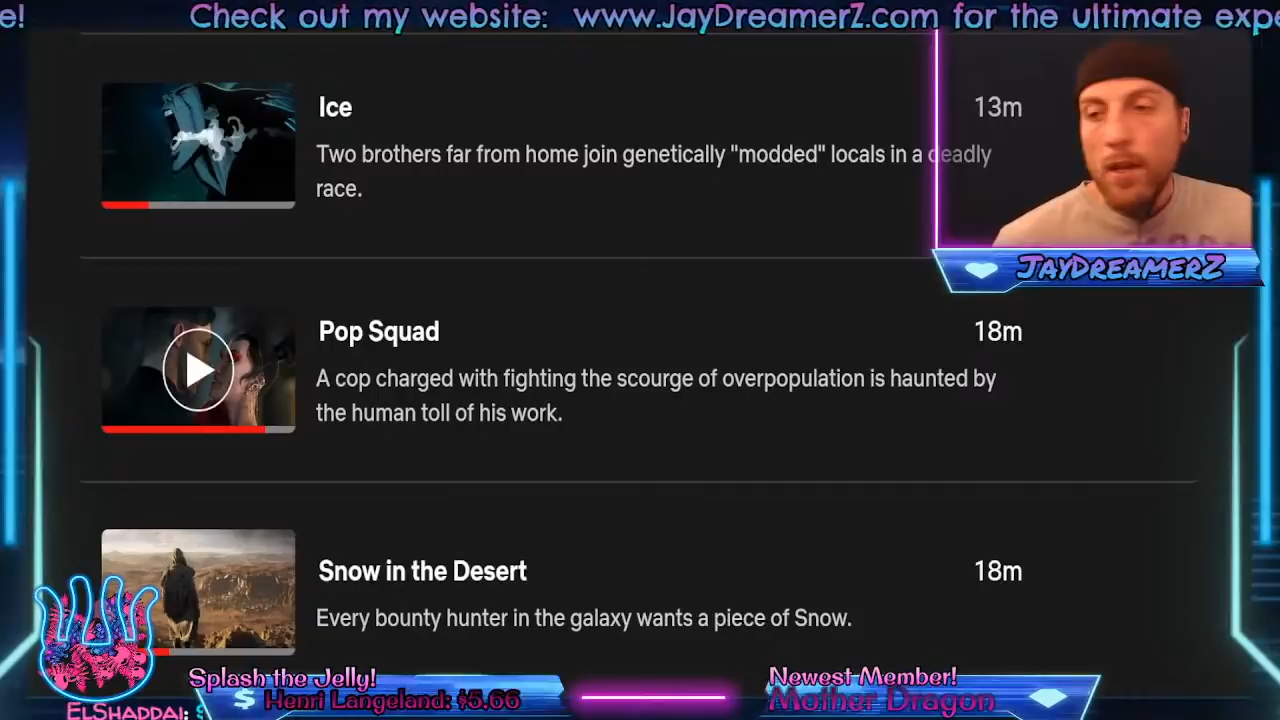 e!
Check out my website: www.JayDreamerZ.com for the ultimate expe
Ice
13m
Two brothers far from home join genetically "modded" locals in a deadly
race.
JayDreamerZ
Pop Squad
18m
A cop charged with fighting the scourge of overpopulation is haunted by
the human toll of his work.
Snow in the Desert
18m
Every bounty hunter in the galaxy wants a piece of Snow.
Splash the Jelly!
$ Henri Langeland: $5.66
ElShaddai:
Newest Member!
Mother Dragon